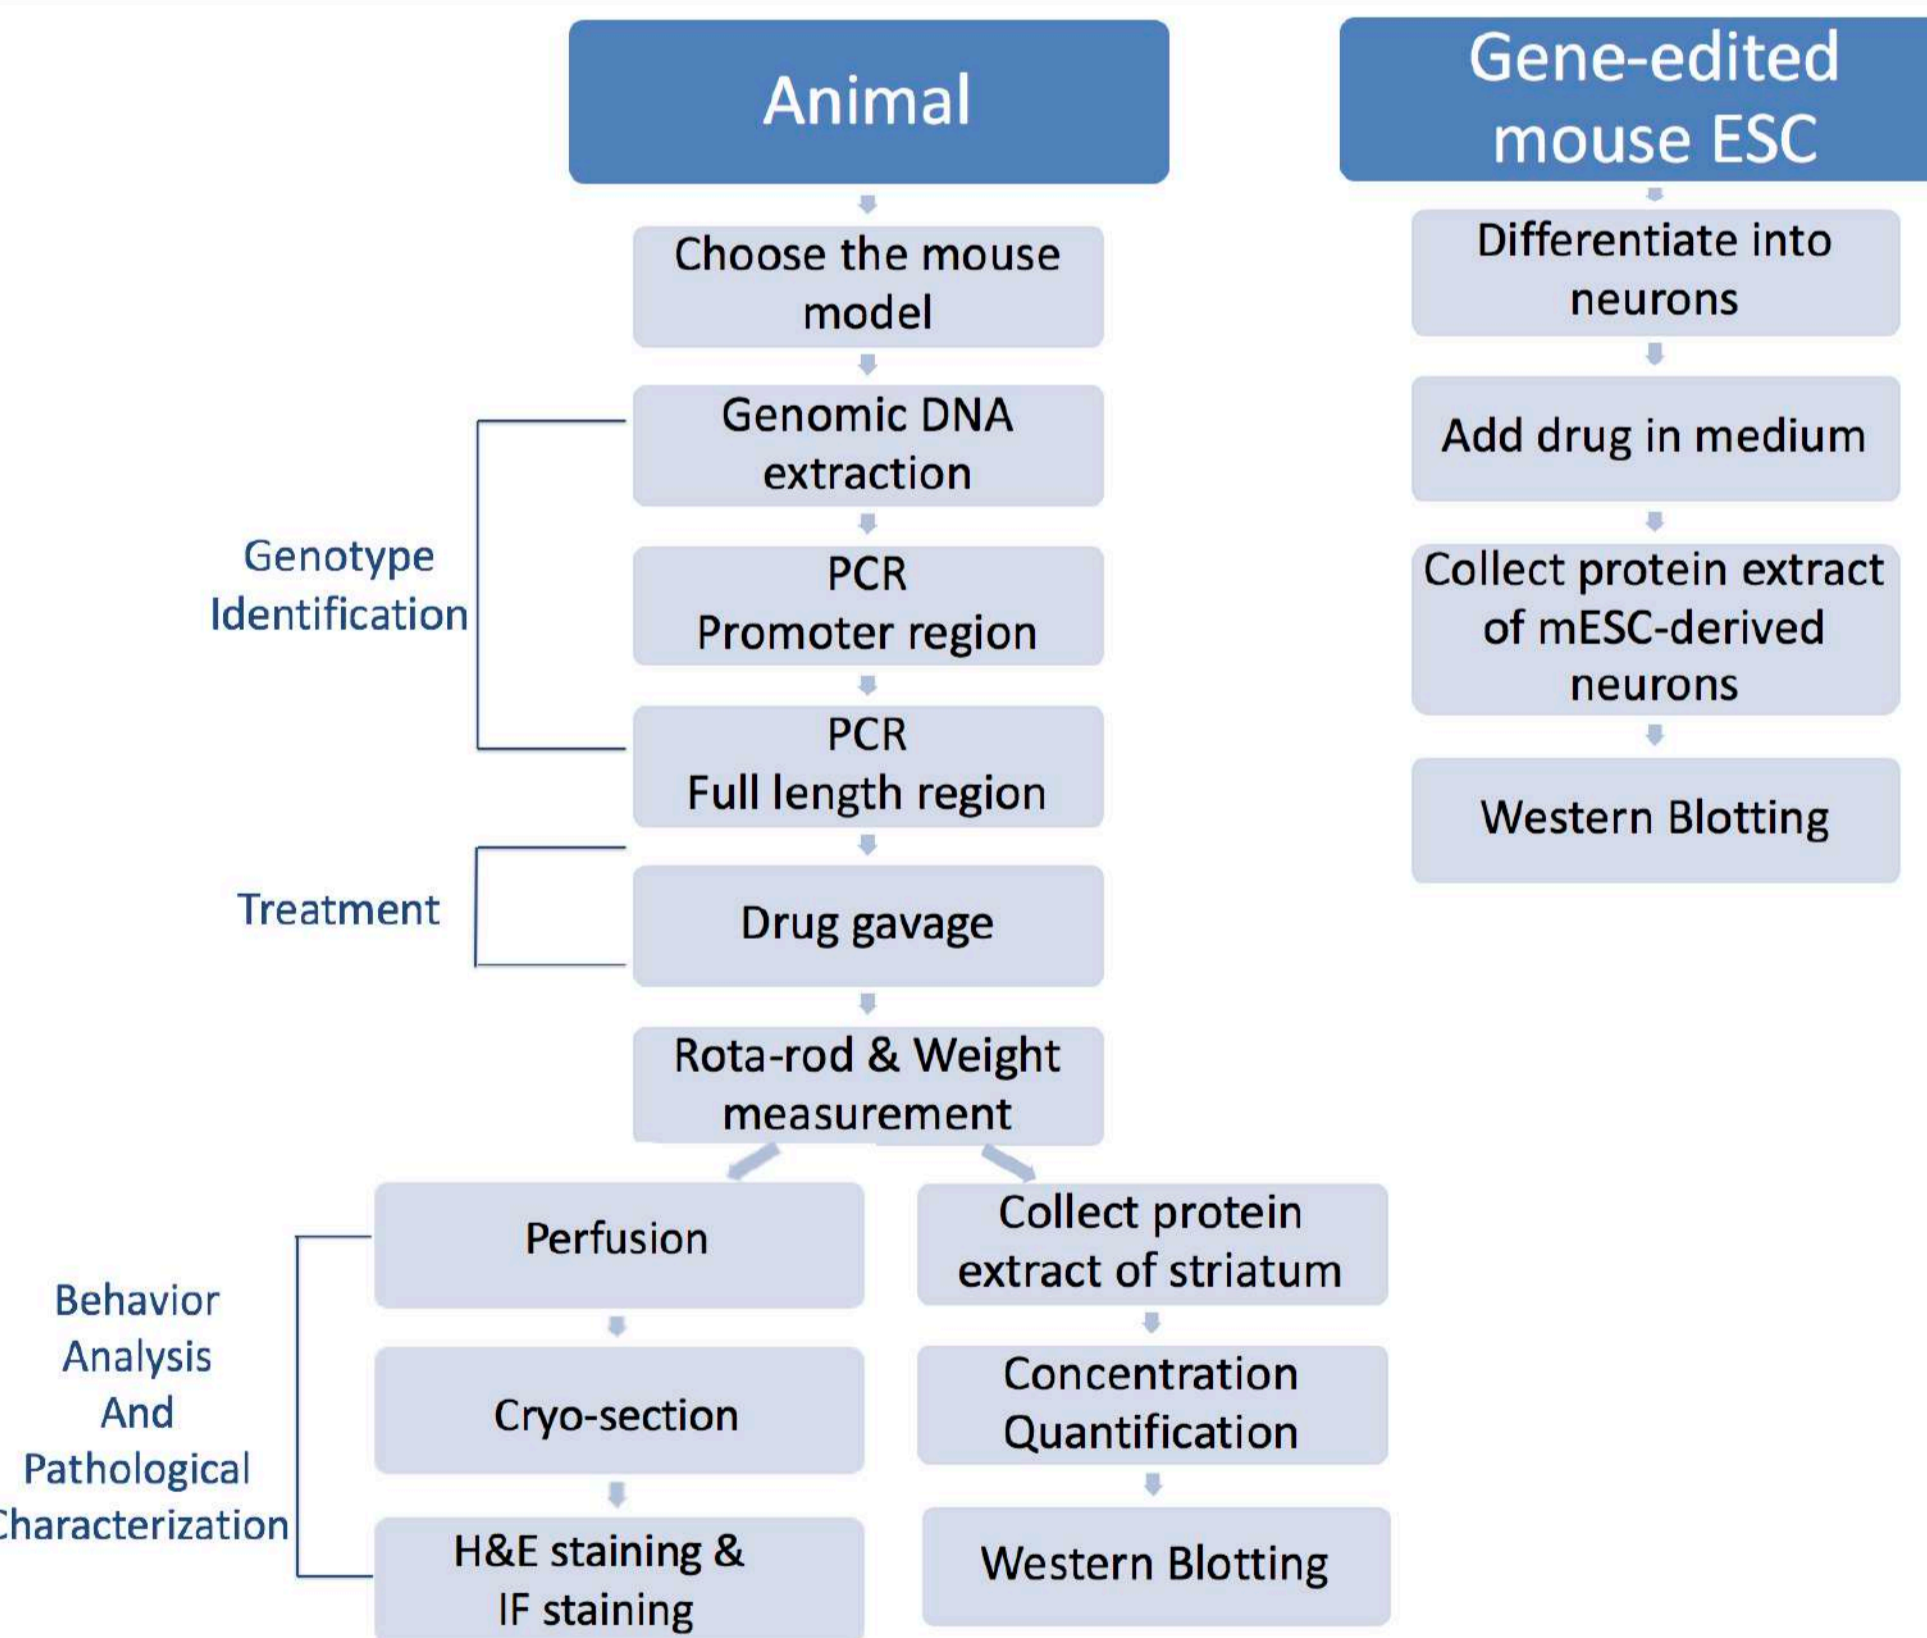 Animal
Choose the mouse
model
Genomic DNA
extraction
PCR
Promoter region
PCR
Full length region
Drug gavage
Rota-rod & Weight
measurement
Genotype
Identification
Treatment
Perfusion
Cryo-section
H&E staining &
IF staining
Collect protein
extract of striatum
Concentration
Quantification
Western Blotting
Behavior
Analysis
And
Pathological
Characterization
Gene-edited
mouse ESC
Differentiate into
neurons
Add drug in medium
Collect protein extract
of mESC-derived
neurons
Western Blotting